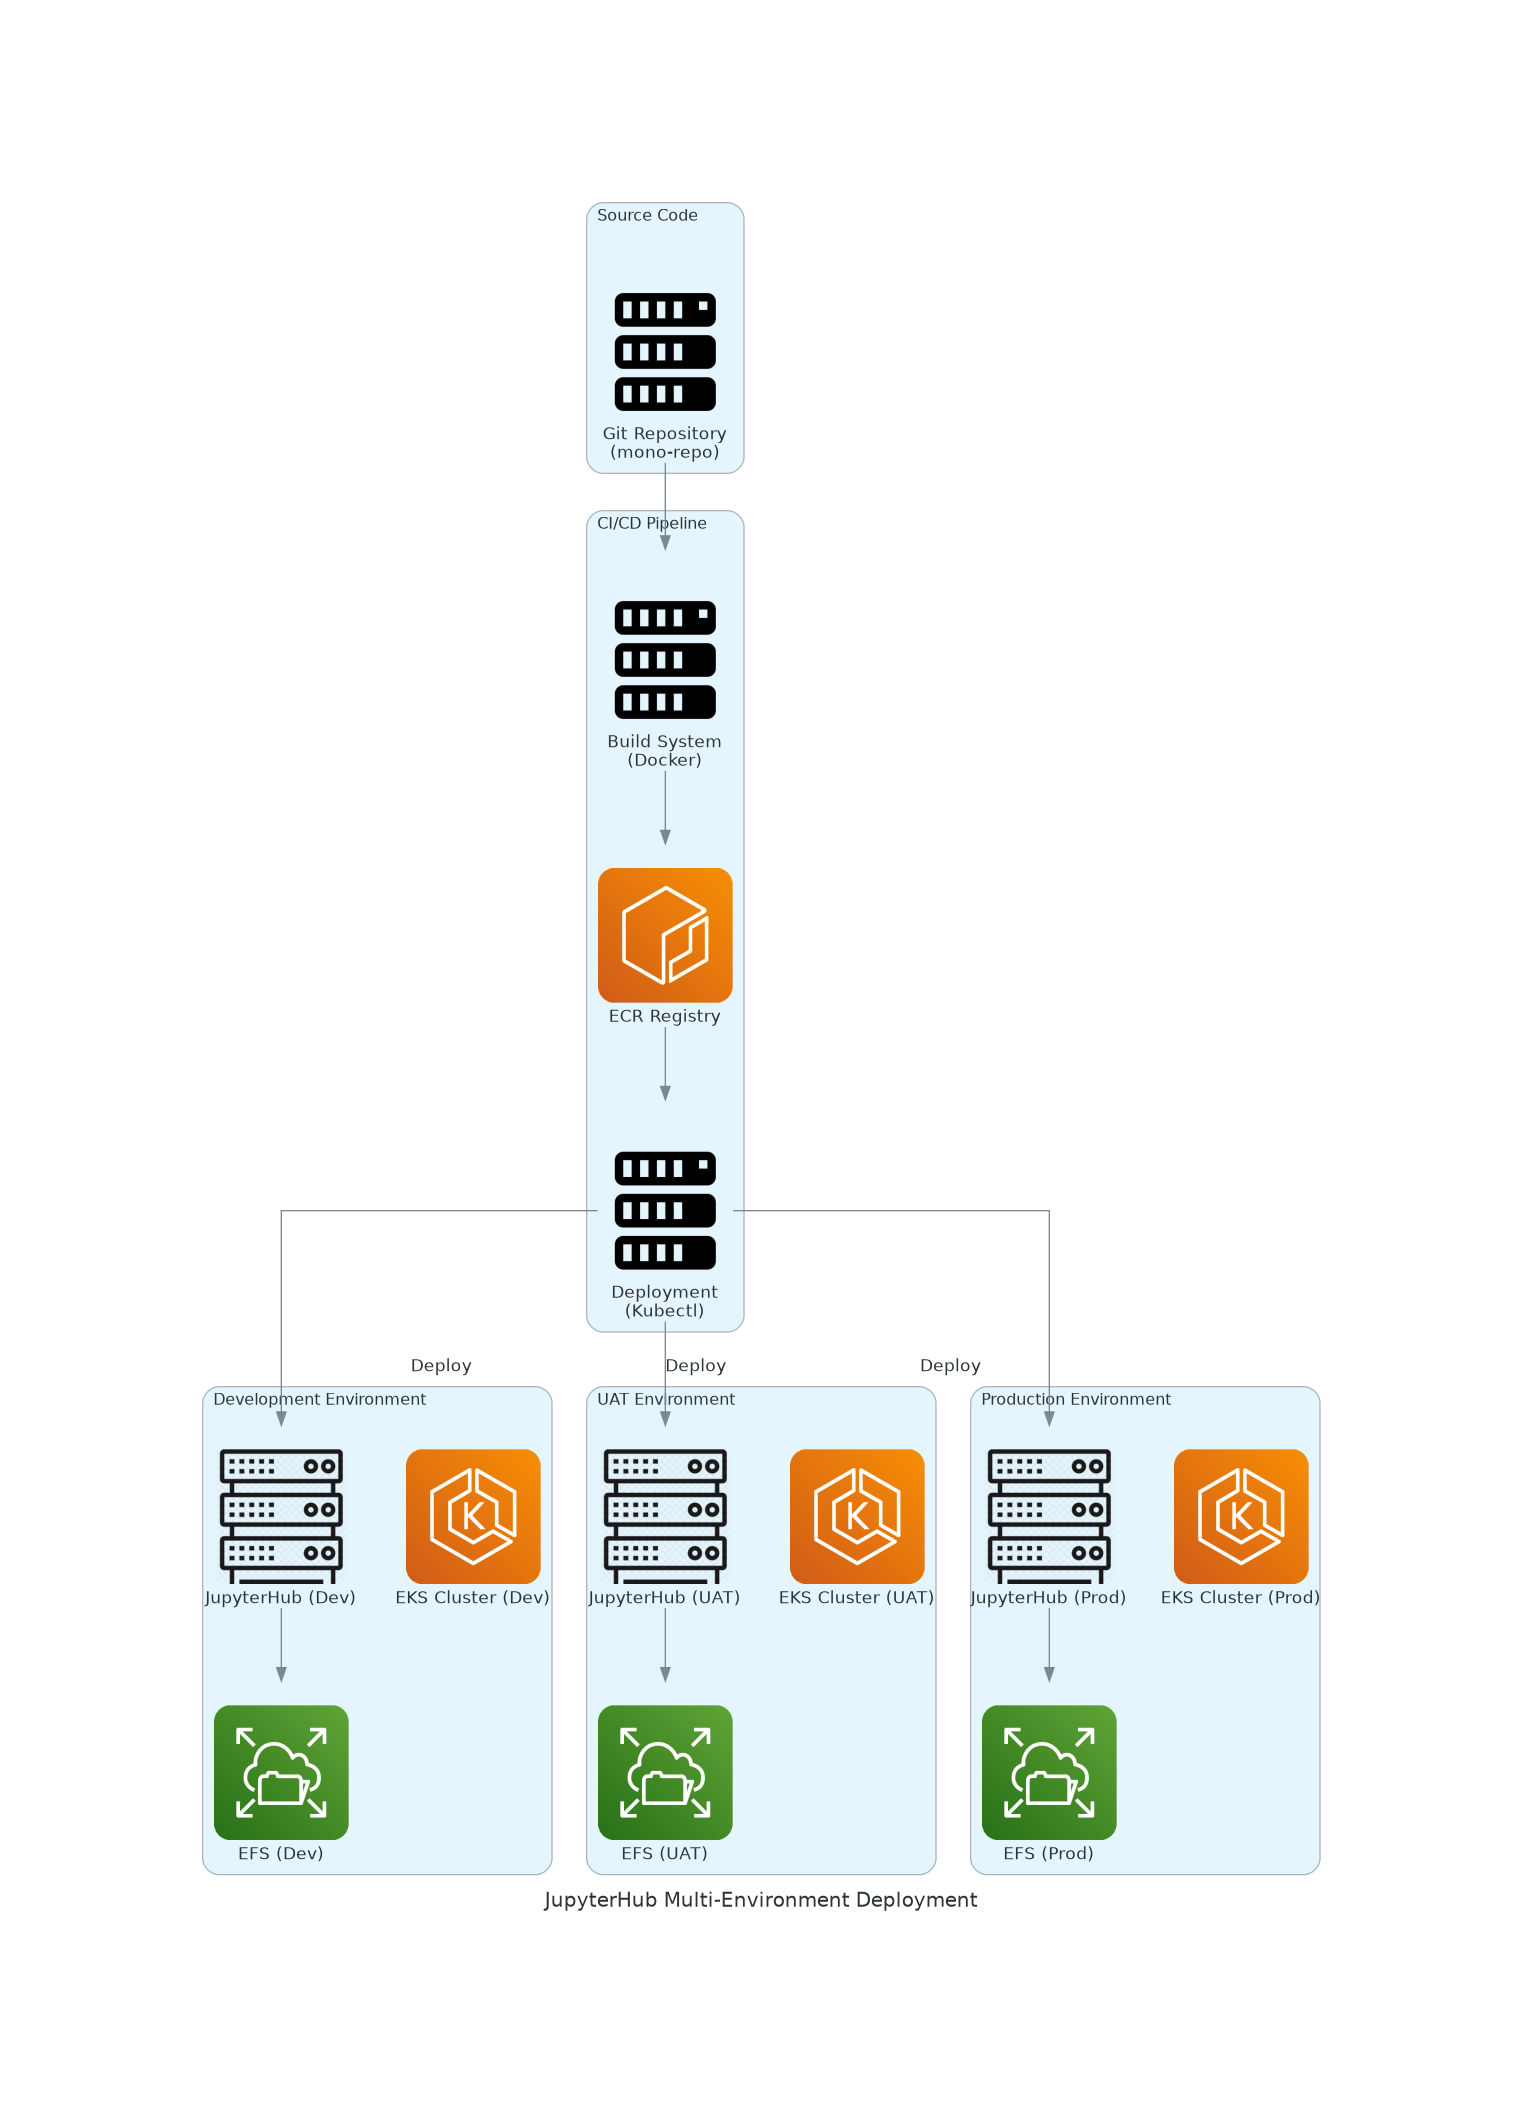 Source Code
Git Repository
(mono-repo)
CI/CD Pipeline
Build System
(Docker)
ECR Registry
Deployment
(Kubectl)
Deploy
Deploy
Deploy
Development Environment
JupyterHub (Dev)
EKS Cluster (Dev)
EFS (Dev)
UAT Environment
JupyterHub (UAT)
EKS Cluster (UAT)
EFS (UAT)
Production Environment
JupyterHub (Prod)
EKS Cluster (Prod)
EFS (Prod)
JupyterHub Multi-Environment Deployment